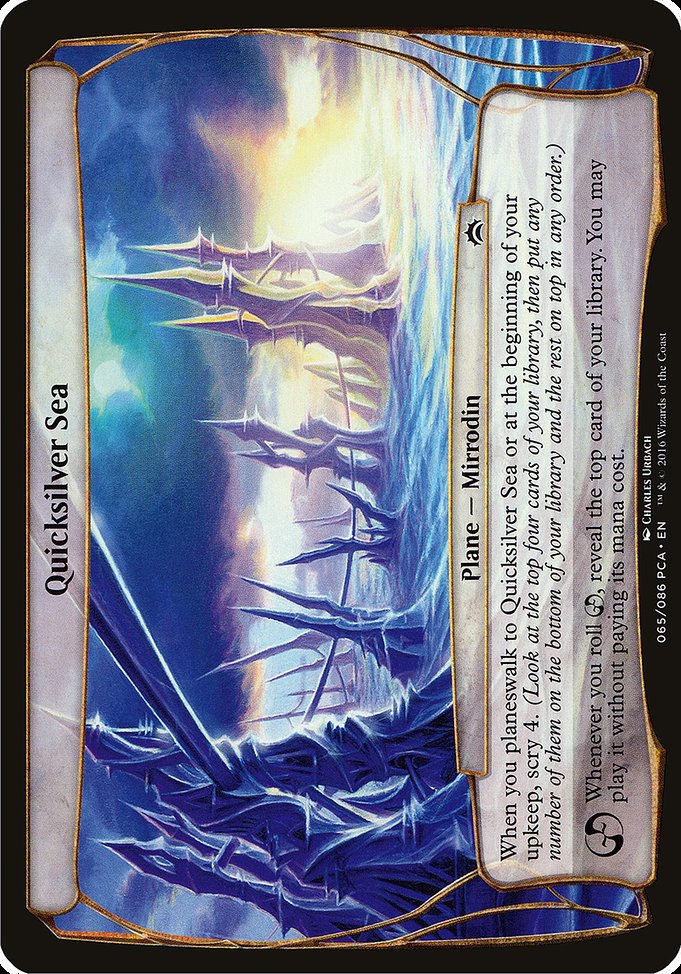 Quicksilver Sea
Plane — Mirrodin
When you planeswalk to Quicksilver Sea or at the beginning of your
upkeep, scry 4. (Look at the top four cards of your library, then put any
number of them on the bottom of your library and the rest on top in any order.)
Whenever you roll , reveal the top card of your library. You may
play it without paying its mana cost.
Charles Urbach
065/086 PCA • EN ™ & © 2016 Wizards of the Coast